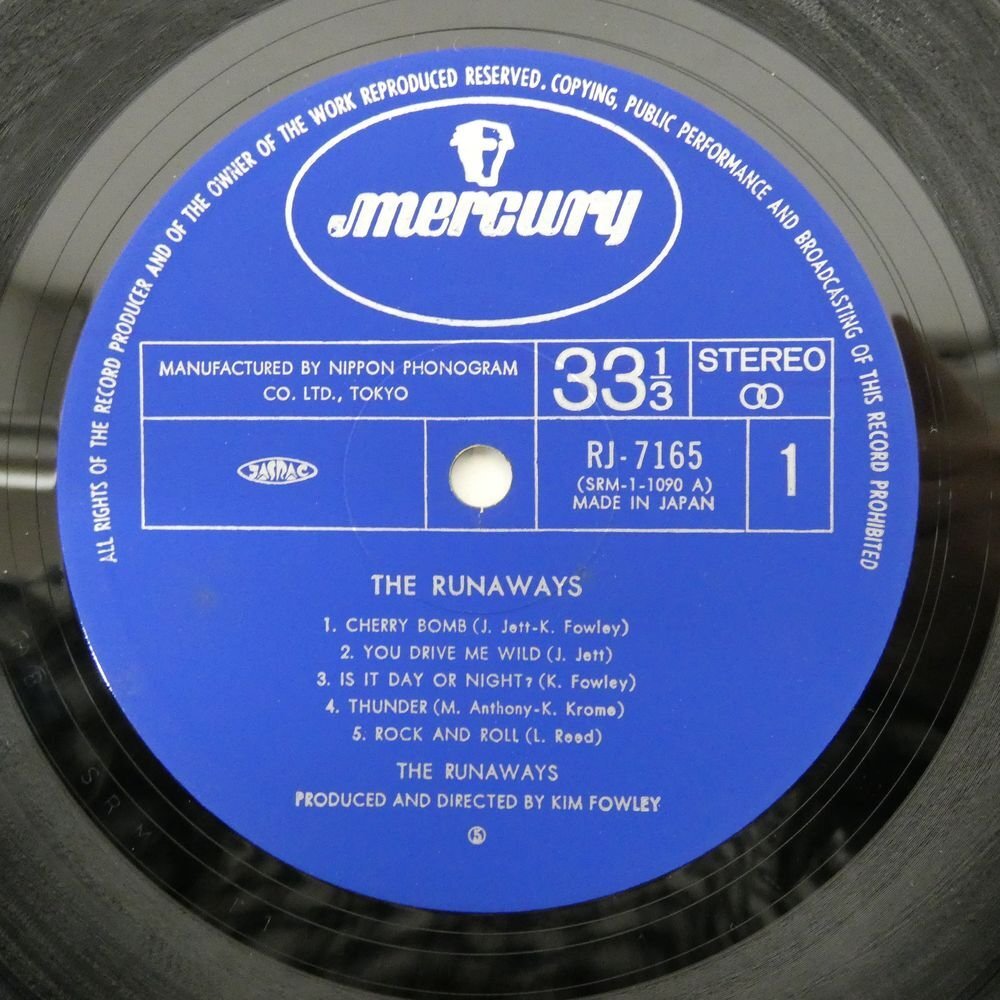 ALL RIGHTS OF THE RECORD PRODUCER AND OF THE OWNER OF THE WORK REPRODUCED RESERVED. COPYING, PUBLIC PERFORMANCE AND BROADCASTING OF THIS RECORD PROHIBITED
mercury
MANUFACTURED BY NIPPON PHONOGRAM
CO. LTD., TOKYO
33 1/3
STEREO
JASRAC
RJ-7165
(SRM-1-1090 A)
MADE IN JAPAN
1
THE RUNAWAYS
1. CHERRY BOMB (J. Jett-K. Fowley)
2. YOU DRIVE ME WILD (J. Jett)
3. IS IT DAY OR NIGHT? (K. Fowley)
4. THUNDER (M. Anthony-K. Krome)
5. ROCK AND ROLL (L. Reed)
THE RUNAWAYS
PRODUCED AND DIRECTED BY KIM FOWLEY
S R M